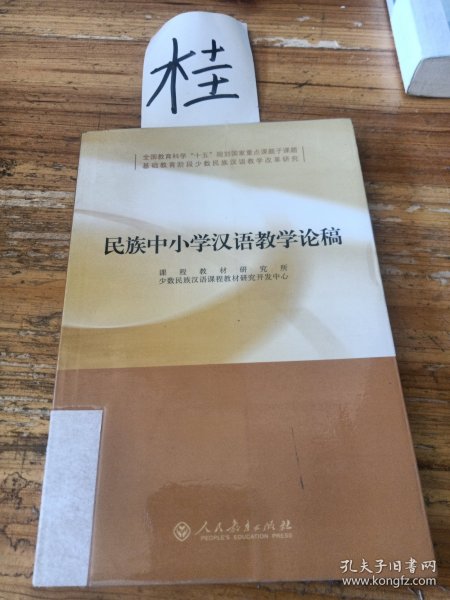 桂
全国教育科学“十五”规划国家重点课题子课题
基础教育阶段少数民族汉语教学改革研究
民族中小学汉语教学论稿
课程教材研究所
少数民族汉语课程教材研究开发中心
人民教育出版社
PEOPLE'S EDUCATION PRESS
孔夫子旧书网
www.kongfz.com